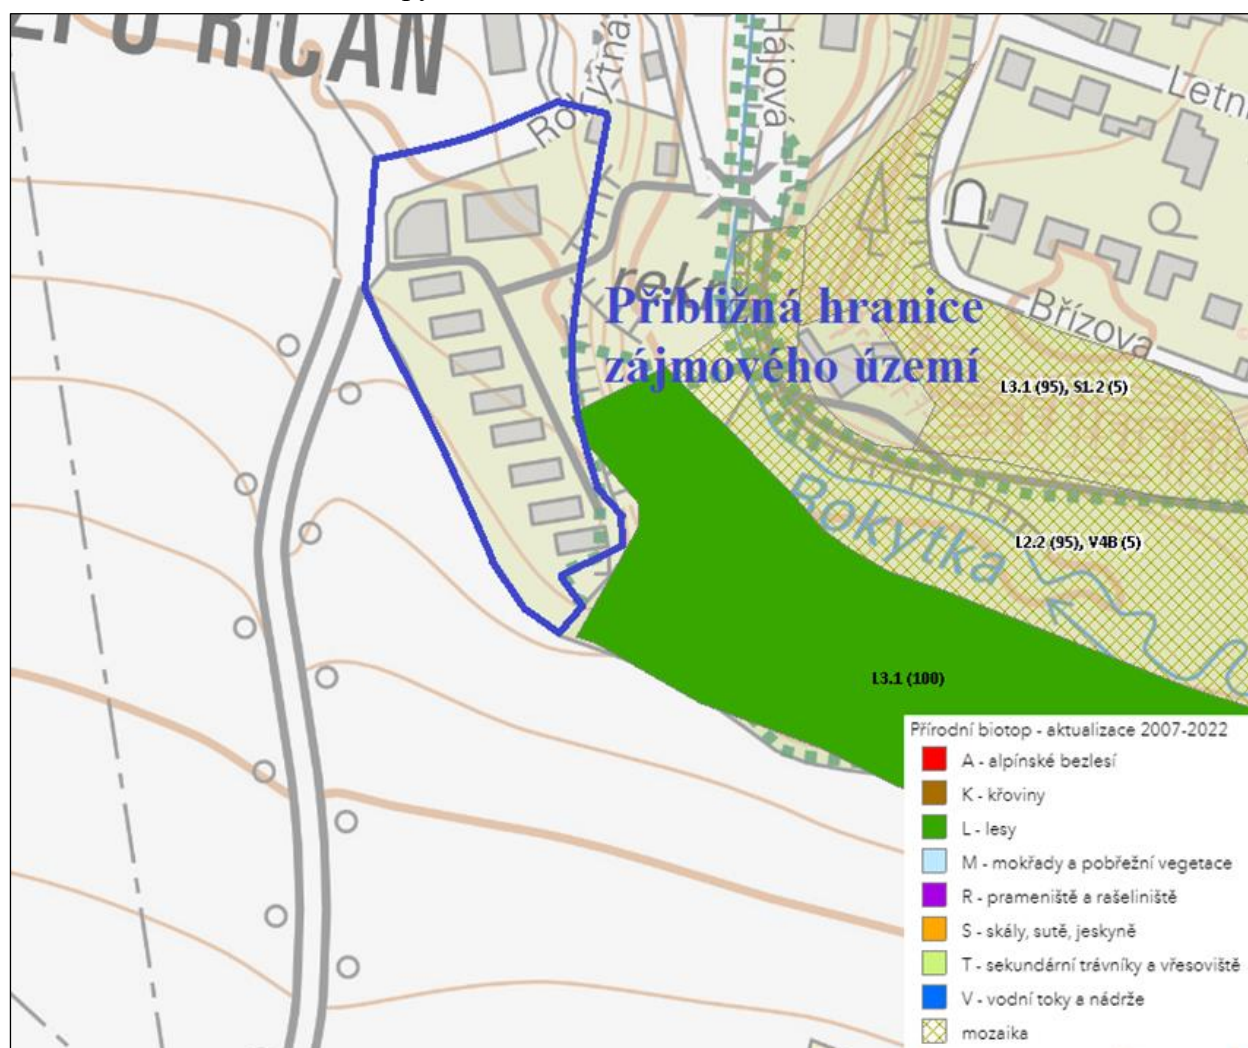 Rokytná
Hájová
Letní
Rokytná
Přibližná hranice
zájmového území
Břízova
L3.1 (95), S1.2 (5)
Rokytka
L2.2 (95), V4B (5)
L3.1 (100)
Přírodní biotop - aktualizace 2007-2022
A - alpínské bezlesí
K - křoviny
L - lesy
M - mokřady a pobřežní vegetace
R - prameniště a rašeliniště
S - skály, sutě, jeskyně
T - sekundární trávníky a vřesoviště
V - vodní toky a nádrže
mozaika